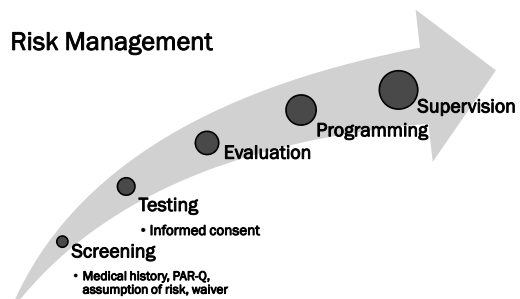 Risk Management
Supervision
Programming
Evaluation
Testing
• Informed consent
Screening
• Medical history, PAR-Q,
assumption of risk, waiver